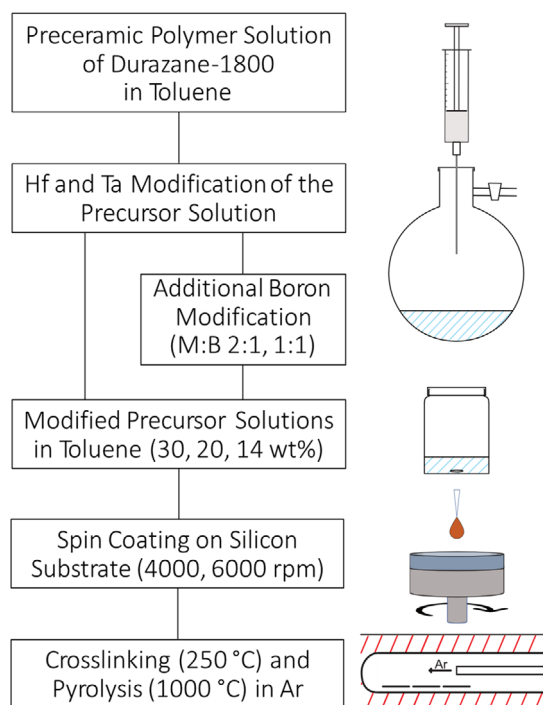 Preceramic Polymer Solution
of Durazane-1800
in Toluene
Hf and Ta Modification of the
Precursor Solution
Additional Boron
Modification
(M:B 2:1, 1:1)
Modified Precursor Solutions
in Toluene (30, 20, 14 wt%)
Spin Coating on Silicon
Substrate (4000, 6000 rpm)
Crosslinking (250 °C) and
Pyrolysis (1000 °C) in Ar
Ar